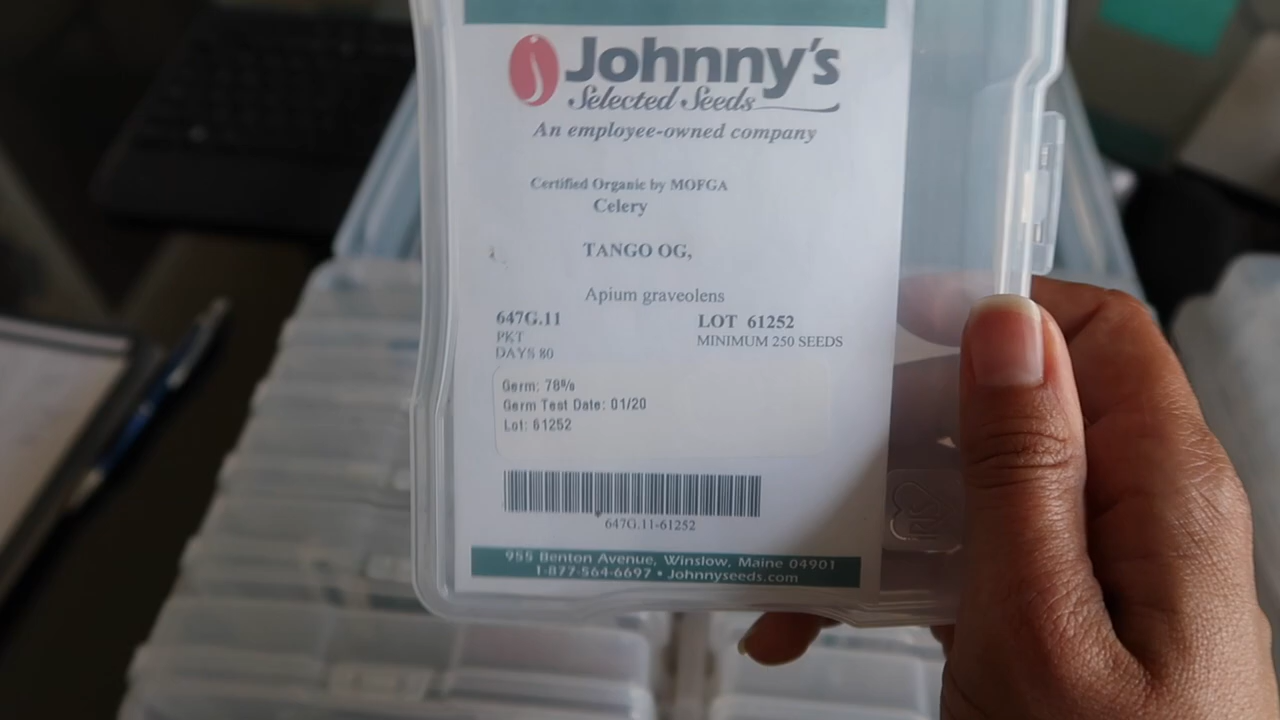 Johnny's
Selected Seeds
An employee-owned company
Certified Organic by MOFGA
Celery
TANGO OG,
Apium graveolens
647G.11
LOT 61252
PKT
MINIMUM 250 SEEDS
DAYS 80
Germ: 78%
Germ Test Date: 01/20
Lot: 61252
647G.11-61252
955 Benton Avenue, Winslow, Maine 04901
1-877-564-6697 • Johnnyseeds.com